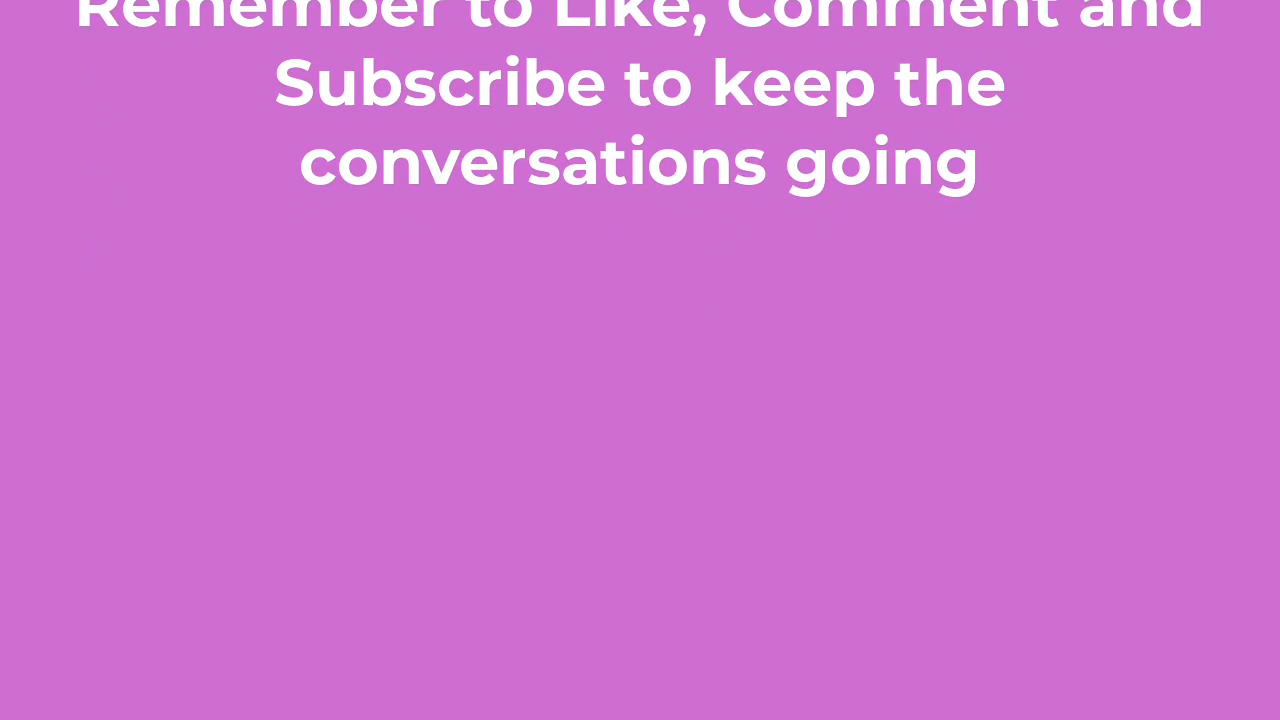 Remember to Like, Comment and
Subscribe to keep the
conversations going